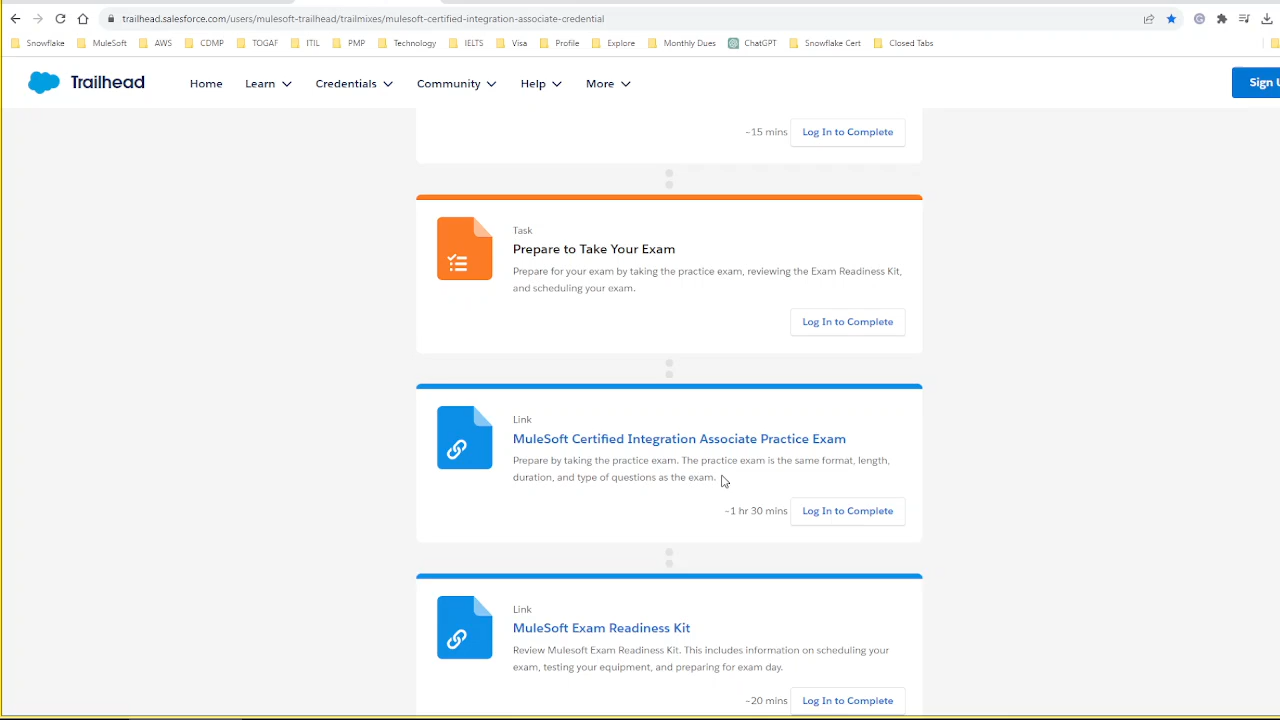 trailhead.salesforce.com/users/mulesoft-trailhead/trailmixes/mulesoft-certified-integration-associate-credential
Snowflake MuleSoft AWS CDMP TOGAF ITIL PMP Technology IELTS Visa Profile Explore Monthly Dues ChatGPT Snowflake Cert Closed Tabs
Trailhead Home Learn Credentials Community Help More Sign U
~15 mins Log In to Complete
Task
Prepare to Take Your Exam
Prepare for your exam by taking the practice exam, reviewing the Exam Readiness Kit,
and scheduling your exam.
Log In to Complete
Link
MuleSoft Certified Integration Associate Practice Exam
Prepare by taking the practice exam. The practice exam is the same format, length,
duration, and type of questions as the exam.
~1 hr 30 mins Log In to Complete
Link
MuleSoft Exam Readiness Kit
Review Mulesoft Exam Readiness Kit. This includes information on scheduling your
exam, testing your equipment, and preparing for exam day.
~20 mins Log In to Complete